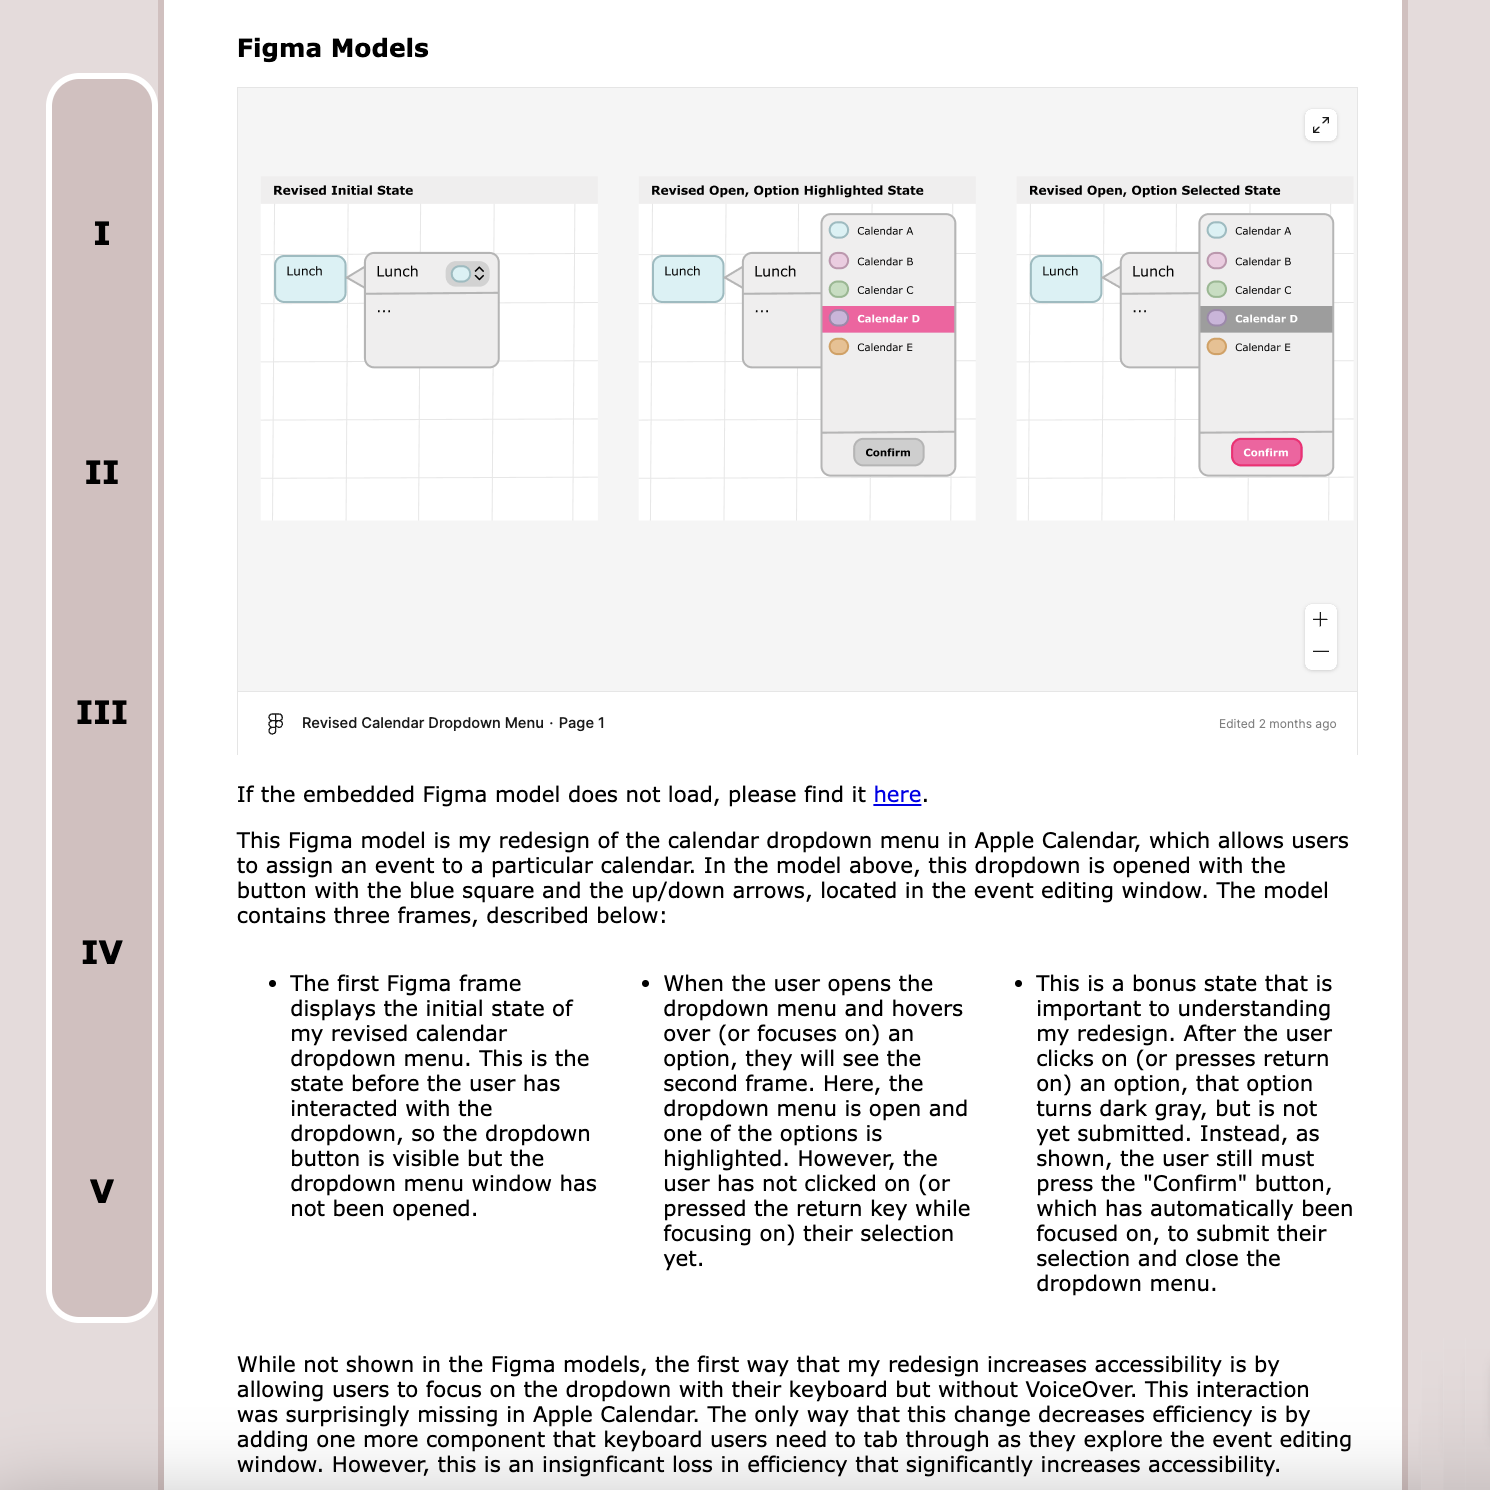 Figma Models
I
II
III
IV
V
Revised Initial State
Lunch
Lunch
...
Revised Open, Option Highlighted State
Lunch
Lunch
...
Calendar A
Calendar B
Calendar C
Calendar D
Calendar E
Confirm
Revised Open, Option Selected State
Lunch
Lunch
...
Calendar A
Calendar B
Calendar C
Calendar D
Calendar E
Confirm
Revised Calendar Dropdown Menu · Page 1
Edited 2 months ago
If the embedded Figma model does not load, please find it here.
This Figma model is my redesign of the calendar dropdown menu in Apple Calendar, which allows users
to assign an event to a particular calendar. In the model above, this dropdown is opened with the
button with the blue square and the up/down arrows, located in the event editing window. The model
contains three frames, described below:
• The first Figma frame
displays the initial state of
my revised calendar
dropdown menu. This is the
state before the user has
interacted with the
dropdown, so the dropdown
button is visible but the
dropdown menu window has
not been opened.
• When the user opens the
dropdown menu and hovers
over (or focuses on) an
option, they will see the
second frame. Here, the
dropdown menu is open and
one of the options is
highlighted. However, the
user has not clicked on (or
pressed the return key while
focusing on) their selection
yet.
• This is a bonus state that is
important to understanding
my redesign. After the user
clicks on (or presses return
on) an option, that option
turns dark gray, but is not
yet submitted. Instead, as
shown, the user still must
press the "Confirm" button,
which has automatically been
focused on, to submit their
selection and close the
dropdown menu.
While not shown in the Figma models, the first way that my redesign increases accessibility is by
allowing users to focus on the dropdown with their keyboard but without VoiceOver. This interaction
was surprisingly missing in Apple Calendar. The only way that this change decreases efficiency is by
adding one more component that keyboard users need to tab through as they explore the event editing
window. However, this is an insignficant loss in efficiency that significantly increases accessibility.